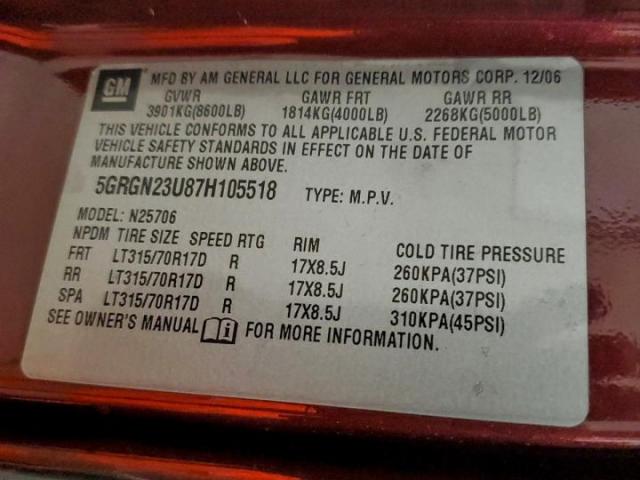 GM
MFD BY AM GENERAL LLC FOR GENERAL MOTORS CORP. 12/06
GVWR GAWR FRT GAWR RR
3901KG(8600LB) 1814KG(4000LB) 2268KG(5000LB)
THIS VEHICLE CONFORMS TO ALL APPLICABLE U.S. FEDERAL MOTOR
VEHICLE SAFETY STANDARDS IN EFFECT ON THE DATE OF
MANUFACTURE SHOWN ABOVE.
5GRGN23U87H105518 TYPE: M.P.V.
MODEL: N25706
NPDM TIRE SIZE SPEED RTG RIM COLD TIRE PRESSURE
FRT LT315/70R17D R 17X8.5J 260KPA(37PSI)
RR LT315/70R17D R 17X8.5J 260KPA(37PSI)
SPA LT315/70R17D R 17X8.5J 310KPA(45PSI)
SEE OWNER'S MANUAL i FOR MORE INFORMATION.